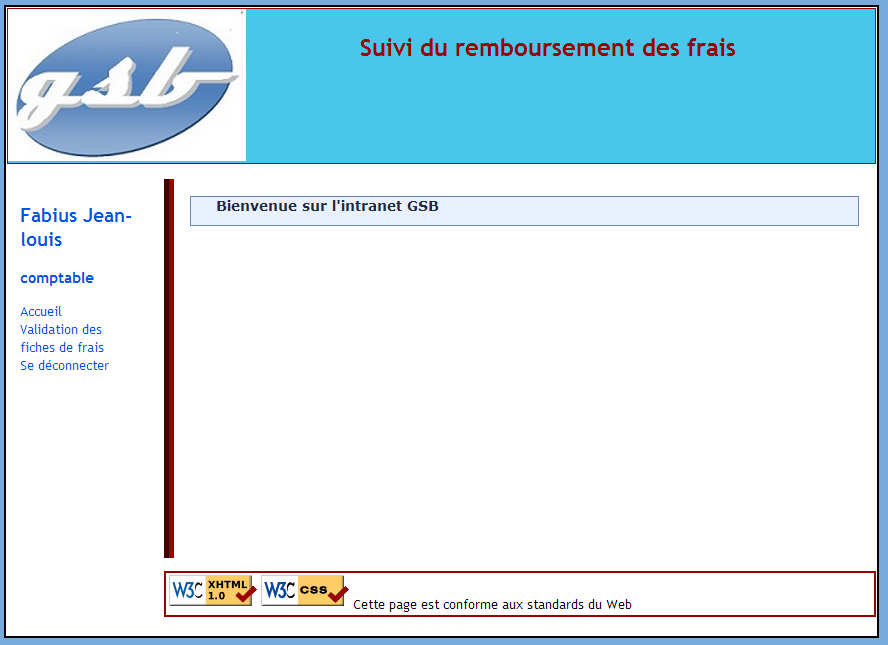 gsb
Suivi du remboursement des frais
Fabius Jean-
louis
comptable
Accueil
Validation des
fiches de frais
Se déconnecter
Bienvenue sur l'intranet GSB
W3C XHTML
1.0
W3C css
Cette page est conforme aux standards du Web